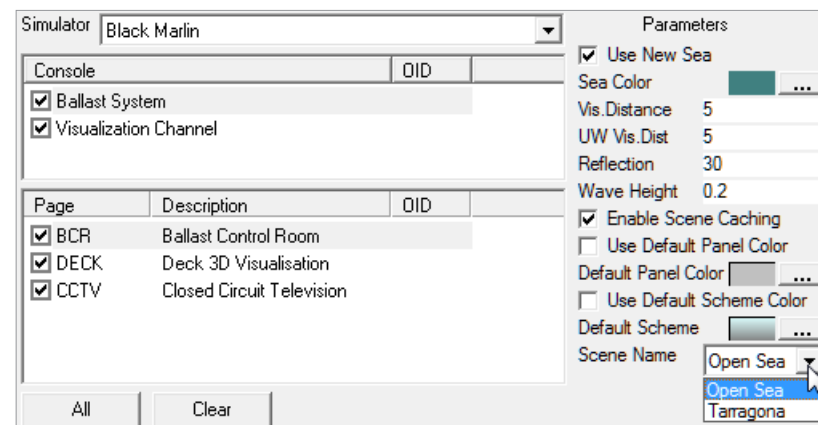 Simulator Black Marlin
Console OID
Ballast System
Visualization Channel
Page Description OID
BCR Ballast Control Room
DECK Deck 3D Visualisation
CCTV Closed Circuit Television
All Clear
Parameters
Use New Sea
Sea Color ...
Vis.Distance 5
UW Vis.Dist 5
Reflection 30
Wave Height 0.2
Enable Scene Caching
Use Default Panel Color
Default Panel Color ...
Use Default Scheme Color
Default Scheme ...
Scene Name Open Sea
Open Sea
Tarragona